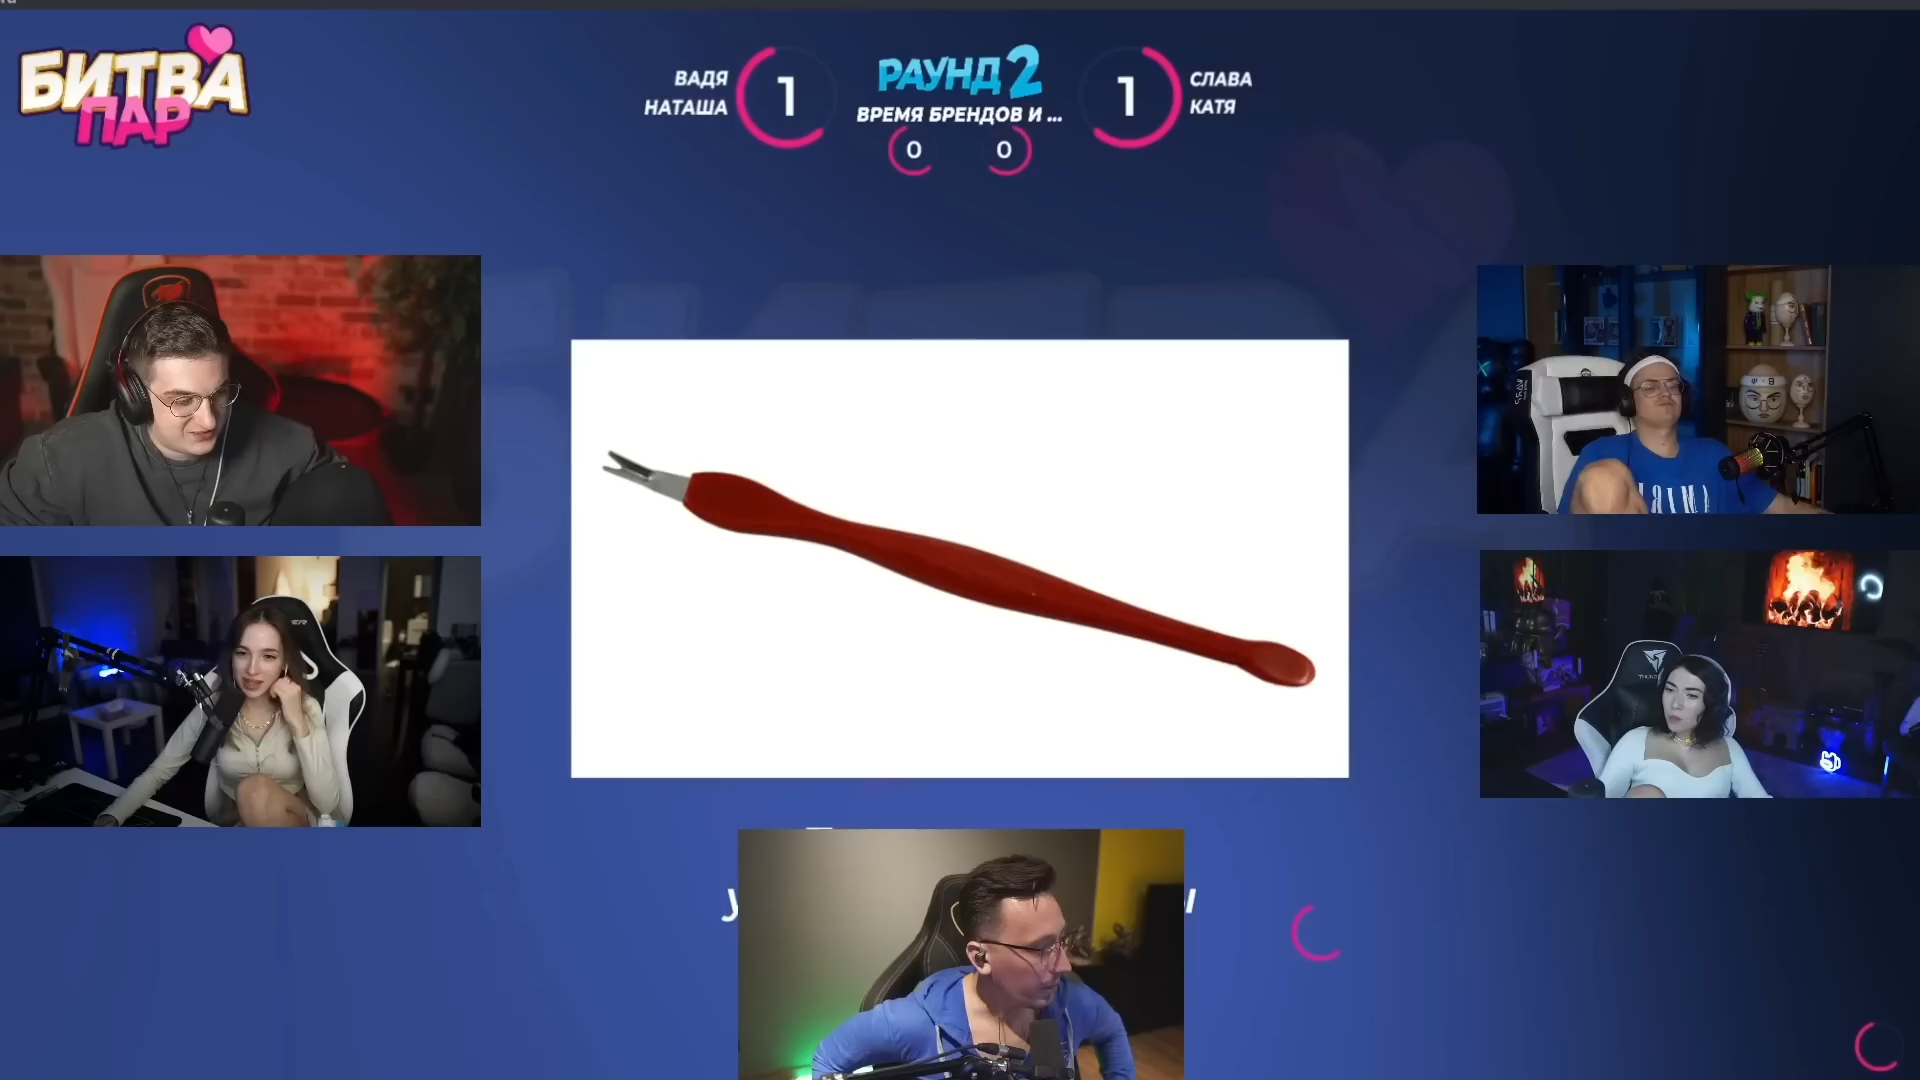 БИТВА
ПАР
ВАДЯ
НАТАША
1
РАУНД 2
ВРЕМЯ БРЕНДОВ И ...
0
0
1
СЛАВА
КАТЯ